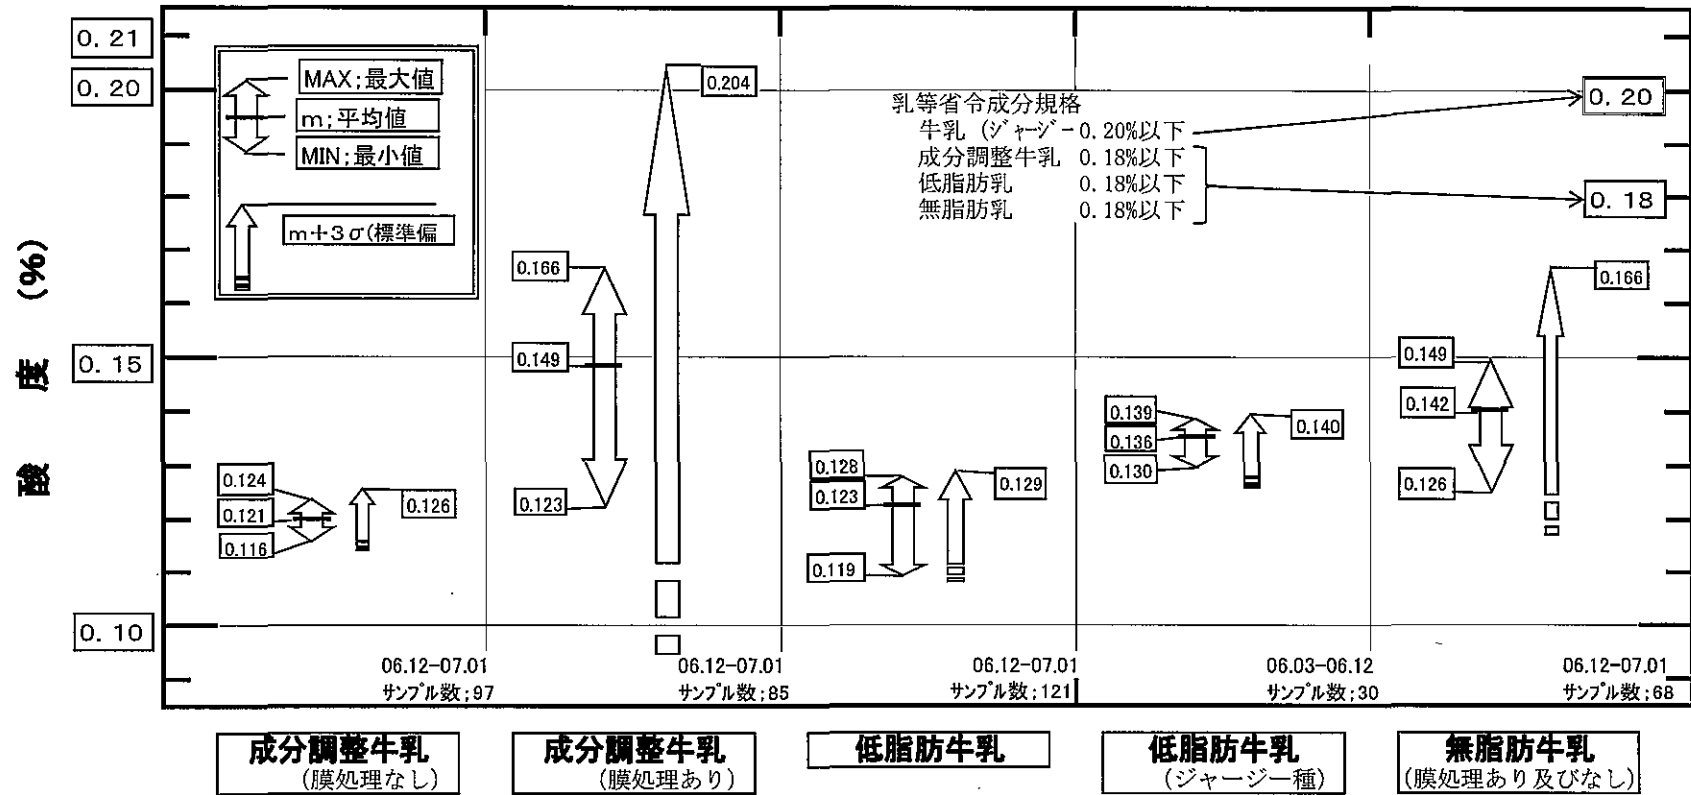 酸 度 (%)
0.21
0.20
0.15
0.10
MAX;最大値
m;平均値
MIN;最小値
m+3σ(標準偏
乳等省令成分規格
牛乳 (ジャージー0.20%以下
成分調整牛乳 0.18%以下
低脂肪乳 0.18%以下
無脂肪乳 0.18%以下
0.20
0.18
0.124
0.121
0.116
0.126
0.166
0.149
0.123
0.204
0.128
0.123
0.119
0.129
0.139
0.136
0.130
0.140
0.149
0.142
0.126
0.166
06.12-07.01
サンプル数;97
06.12-07.01
サンプル数;85
06.12-07.01
サンプル数;121
06.03-06.12
サンプル数;30
06.12-07.01
サンプル数;68
成分調整牛乳
(膜処理なし)
成分調整牛乳
(膜処理あり)
低脂肪牛乳
低脂肪牛乳
(ジャージー種)
無脂肪牛乳
(膜処理あり及びなし)